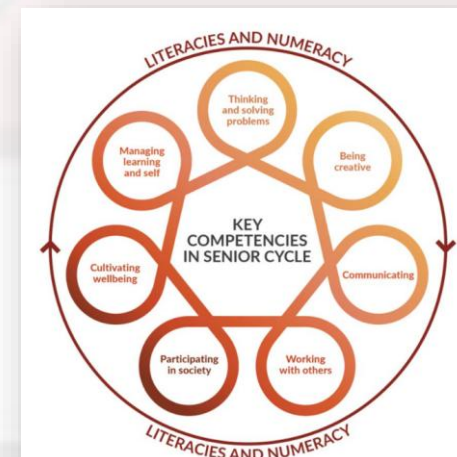 LITERACIES AND NUMERACY
Thinking
and solving
problems
Being
creative
Managing
learning
and self
KEY
COMPETENCIES
IN SENIOR CYCLE
Cultivating
wellbeing
Communicating
Participating
in society
Working
with others
LITERACIES AND NUMERACY